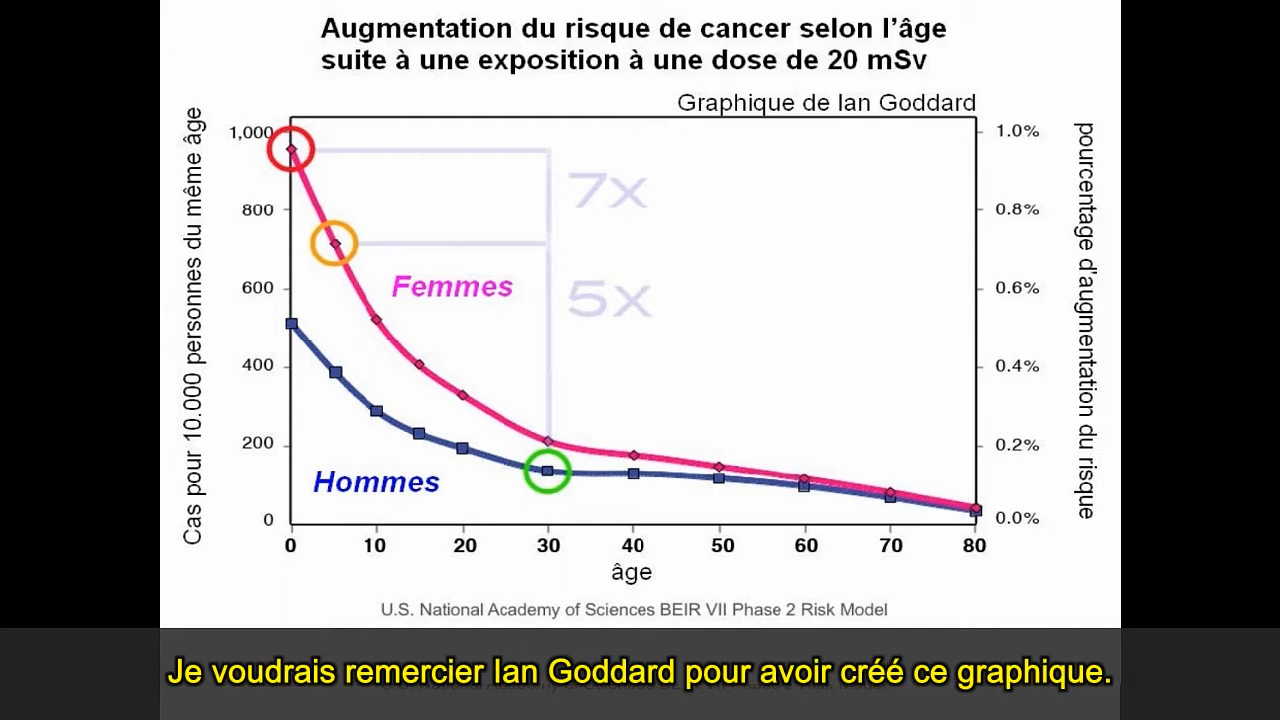 Augmentation du risque de cancer selon l’âge
suite à une exposition à une dose de 20 mSv
Graphique de Ian Goddard
Cas pour 10.000 personnes du même âge
1,000
800
600
400
200
0
7x
5x
Femmes
Hommes
1.0%
0.8%
0.6%
0.4%
0.2%
0.0%
pourcentage d'augmentation du risque
0 10 20 30 40 50 60 70 80
âge
U.S. National Academy of Sciences BEIR VII Phase 2 Risk Model
Je voudrais remercier Ian Goddard pour avoir créé ce graphique.